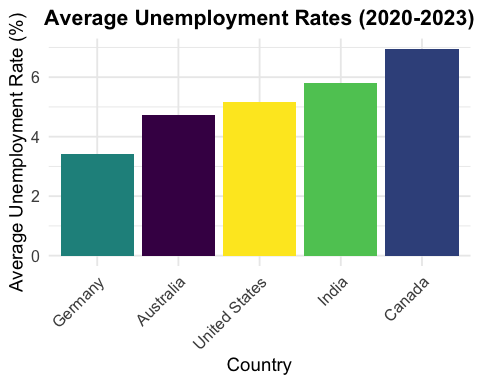 Average Unemployment Rates (2020-2023)
Average Unemployment Rate (%)
6
4
2
0
Germany
Australia
United States
India
Canada
Country